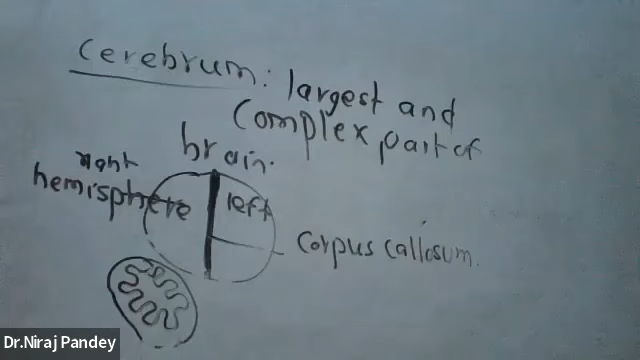 Cerebrum: largest and
Complex part of
brain.
right
hemisphere
left
Corpus callosum.
Dr.Niraj Pandey